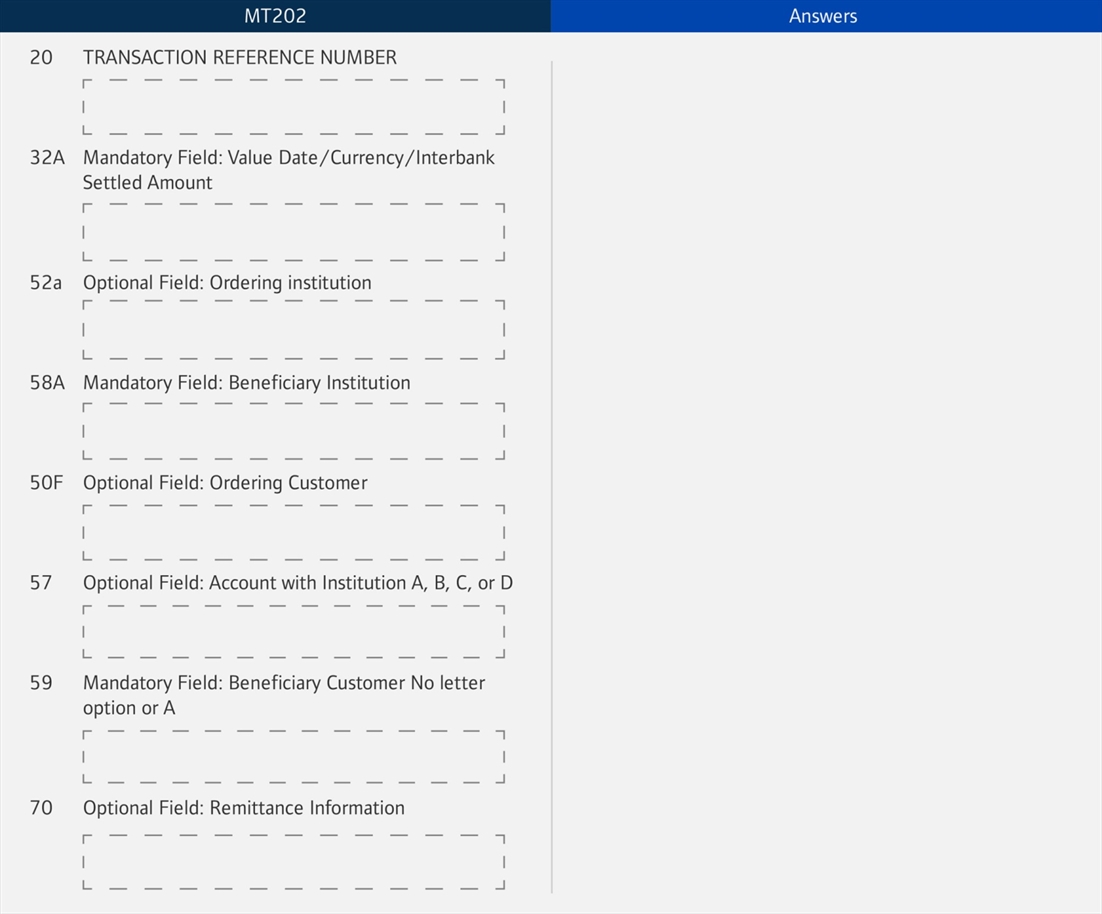 MT202
Answers
20 TRANSACTION REFERENCE NUMBER
32A Mandatory Field: Value Date/Currency/Interbank
Settled Amount
52a Optional Field: Ordering institution
58A Mandatory Field: Beneficiary Institution
50F Optional Field: Ordering Customer
57 Optional Field: Account with Institution A, B, C, or D
59 Mandatory Field: Beneficiary Customer No letter
option or A
70 Optional Field: Remittance Information